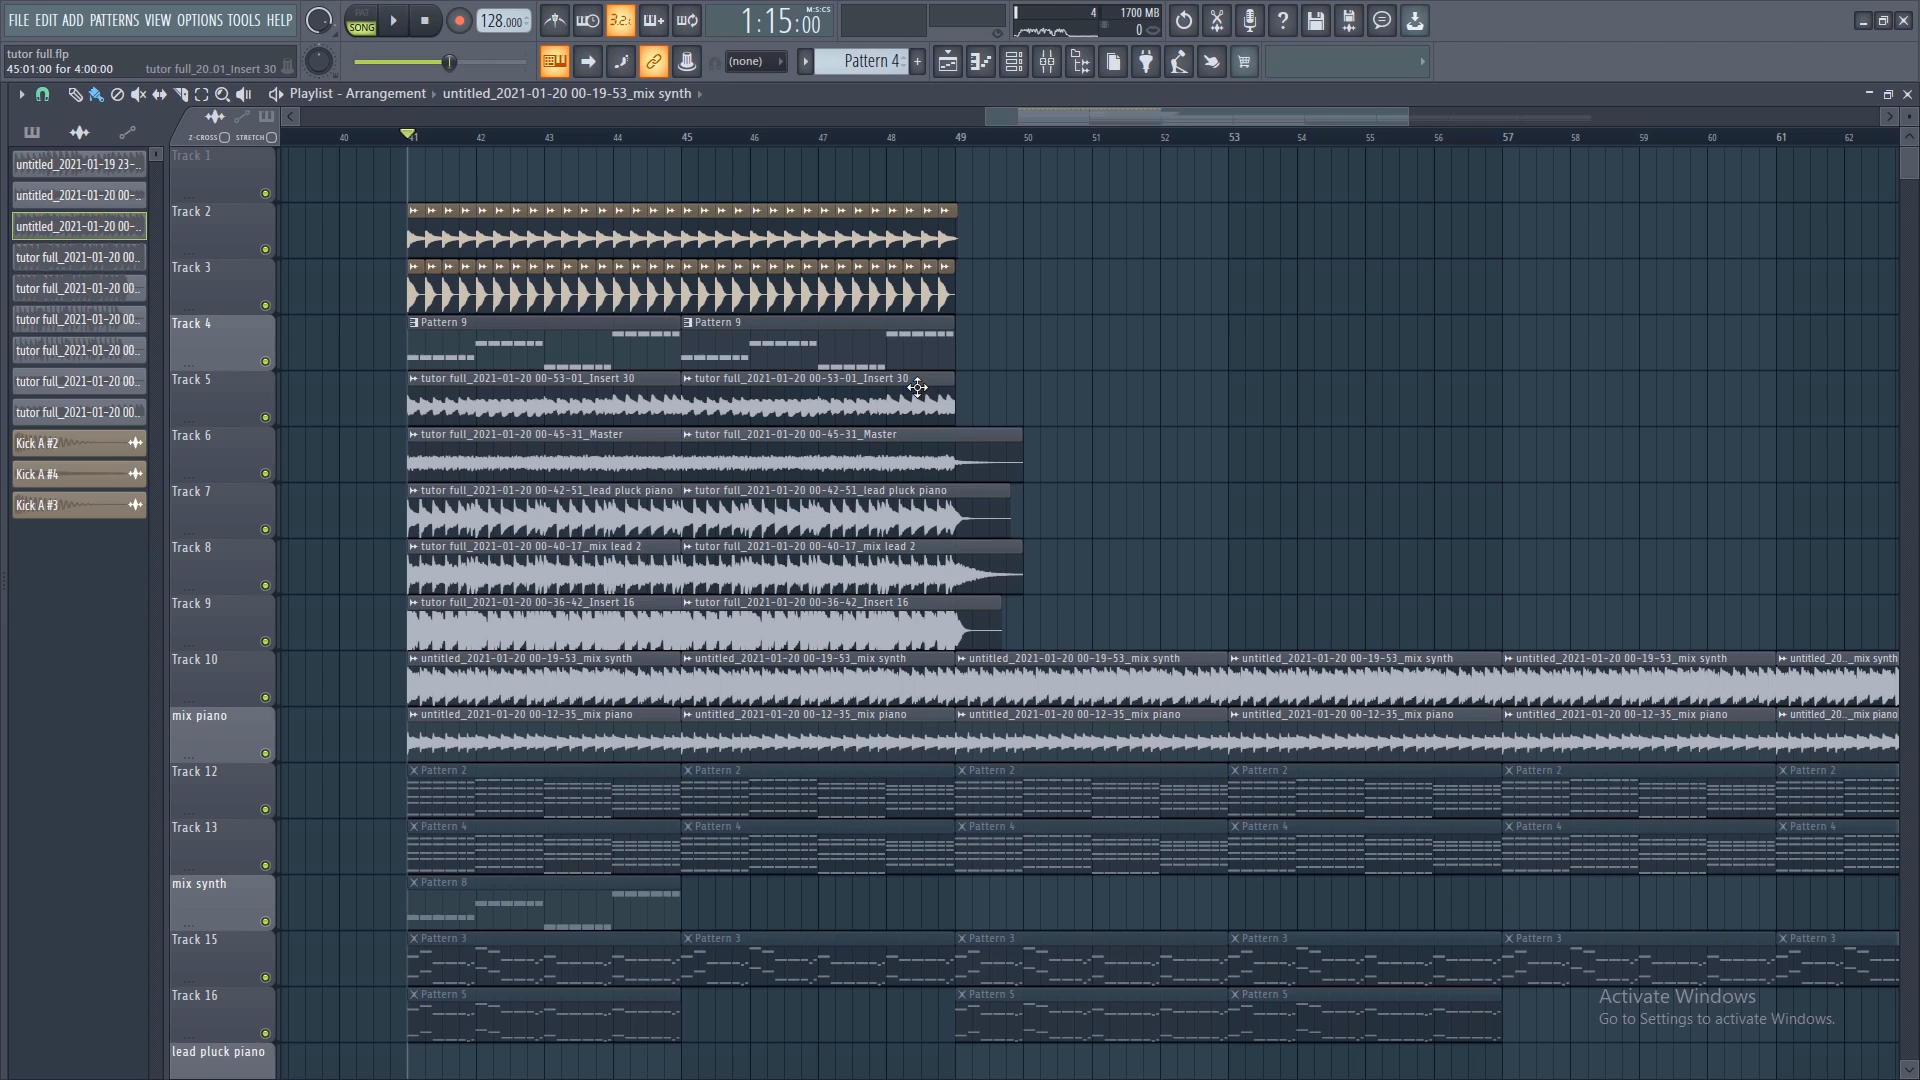 FILE EDIT ADD PATTERNS VIEW OPTIONS TOOLS HELP
PAT
SONG
128.000
3.2.
1:15:00
M:S:CS
4
1700 MB
0
tutor full.flp
45:01:00 for 4:00:00
tutor full_20.01_Insert 30
(none)
Pattern 4
+
Playlist - Arrangement
untitled_2021-01-20 00-19-53_mix synth
Z-CROSS
STRETCH
40 41 42 43 44 45 46 47 48 49 50 51 52 53 54 55 56 57 58 59 60 61 62
untitled_2021-01-19 23-..
untitled_2021-01-20 00-..
untitled_2021-01-20 00-..
tutor full_2021-01-20 00..
tutor full_2021-01-20 00..
tutor full_2021-01-20 00..
tutor full_2021-01-20 00..
tutor full_2021-01-20 00..
tutor full_2021-01-20 00..
Kick A #2
Kick A #4
Kick A #3
Track 1
Track 2
Track 3
Track 4
Pattern 9 Pattern 9
Track 5
tutor full_2021-01-20 00-53-01_Insert 30 tutor full_2021-01-20 00-53-01_Insert 30
Track 6
tutor full_2021-01-20 00-45-31_Master tutor full_2021-01-20 00-45-31_Master
Track 7
tutor full_2021-01-20 00-42-51_lead pluck piano tutor full_2021-01-20 00-42-51_lead pluck piano
Track 8
tutor full_2021-01-20 00-40-17_mix lead 2 tutor full_2021-01-20 00-40-17_mix lead 2
Track 9
tutor full_2021-01-20 00-36-42_Insert 16 tutor full_2021-01-20 00-36-42_Insert 16
Track 10
untitled_2021-01-20 00-19-53_mix synth untitled_2021-01-20 00-19-53_mix synth untitled_2021-01-20 00-19-53_mix synth untitled_2021-01-20 00-19-53_mix synth untitled_2021-01-20 00-19-53_mix synth untitled_20.._mix synth
mix piano
untitled_2021-01-20 00-12-35_mix piano untitled_2021-01-20 00-12-35_mix piano untitled_2021-01-20 00-12-35_mix piano untitled_2021-01-20 00-12-35_mix piano untitled_2021-01-20 00-12-35_mix piano untitled_20.._mix piano
Track 12
Pattern 2 Pattern 2 Pattern 2 Pattern 2 Pattern 2 Pattern 2
Track 13
Pattern 4 Pattern 4 Pattern 4 Pattern 4 Pattern 4 Pattern 4
mix synth
Pattern 8
Track 15
Pattern 3 Pattern 3 Pattern 3 Pattern 3 Pattern 3 Pattern 3
Track 16
Pattern 5 Pattern 5 Pattern 5
lead pluck piano
Activate Windows
Go to Settings to activate Windows.